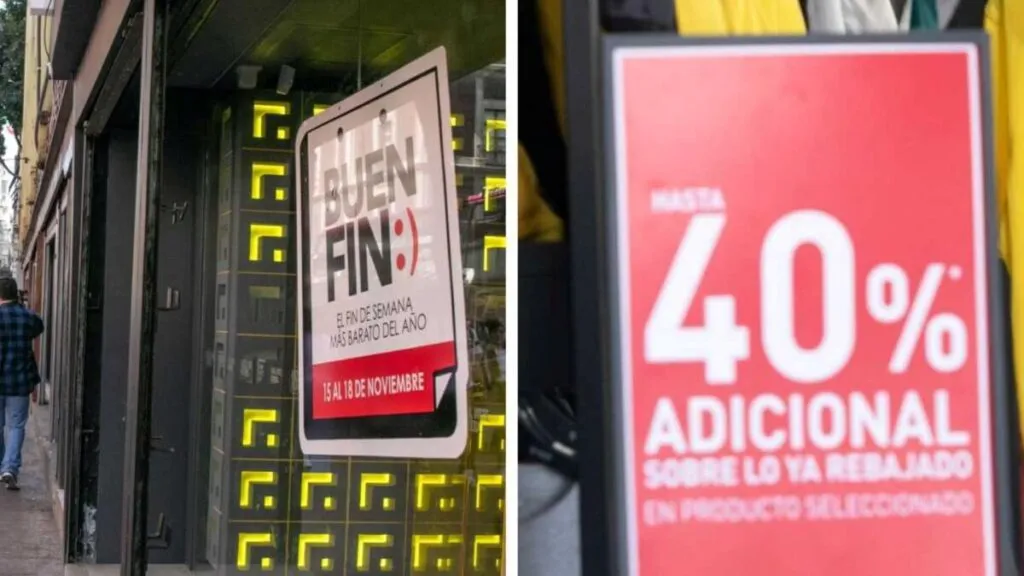 BUEN
FIN:)
EL FIN DE SEMANA
MÁS BARATO DEL AÑO
15 AL 18 DE NOVIEMBRE
HASTA
40%*
ADICIONAL
SOBRE LO YA REBAJADO
EN PRODUCTO SELECCIONADO